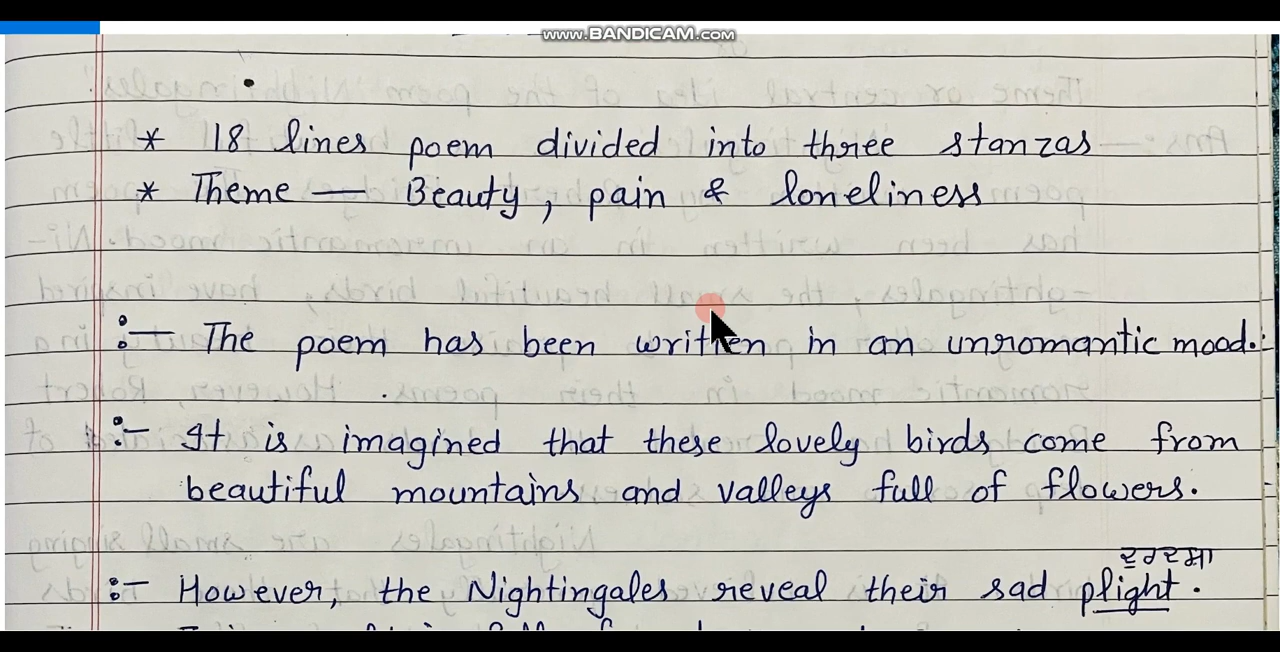 www.BANDICAM.com
* 18 lines poem divided into three stanzas
* Theme — Beauty, pain & loneliness
:— The poem has been written in an unromantic mood.
:— It is imagined that these lovely birds come from
beautiful mountains and valleys full of flowers.
:— However, the Nightingales reveal their sad plight.